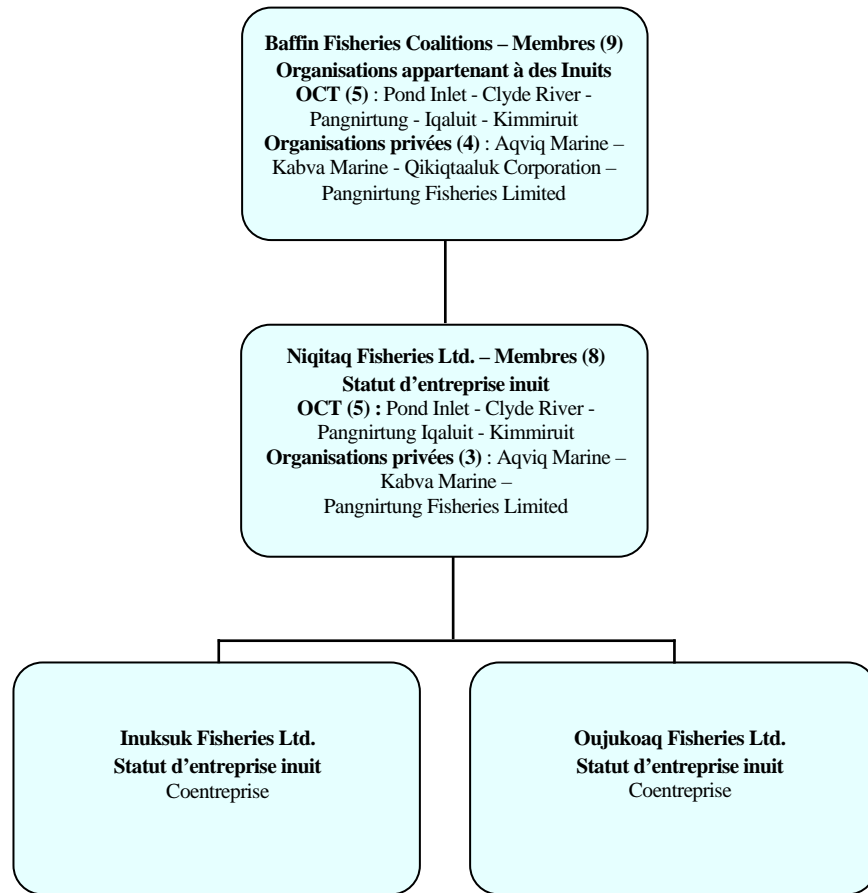 Baffin Fisheries Coalitions – Membres (9)
Organisations appartenant à des Inuits
OCT (5) : Pond Inlet - Clyde River -
Pangnirtung - Iqaluit - Kimmiruit
Organisations privées (4) : Aqviq Marine –
Kabva Marine - Qikiqtaaluk Corporation –
Pangnirtung Fisheries Limited
Niqitaq Fisheries Ltd. – Membres (8)
Statut d’entreprise inuit
OCT (5) : Pond Inlet - Clyde River -
Pangnirtung Iqaluit - Kimmiruit
Organisations privées (3) : Aqviq Marine –
Kabva Marine –
Pangnirtung Fisheries Limited
Inuksuk Fisheries Ltd.
Statut d’entreprise inuit
Coentreprise
Oujukoaq Fisheries Ltd.
Statut d’entreprise inuit
Coentreprise